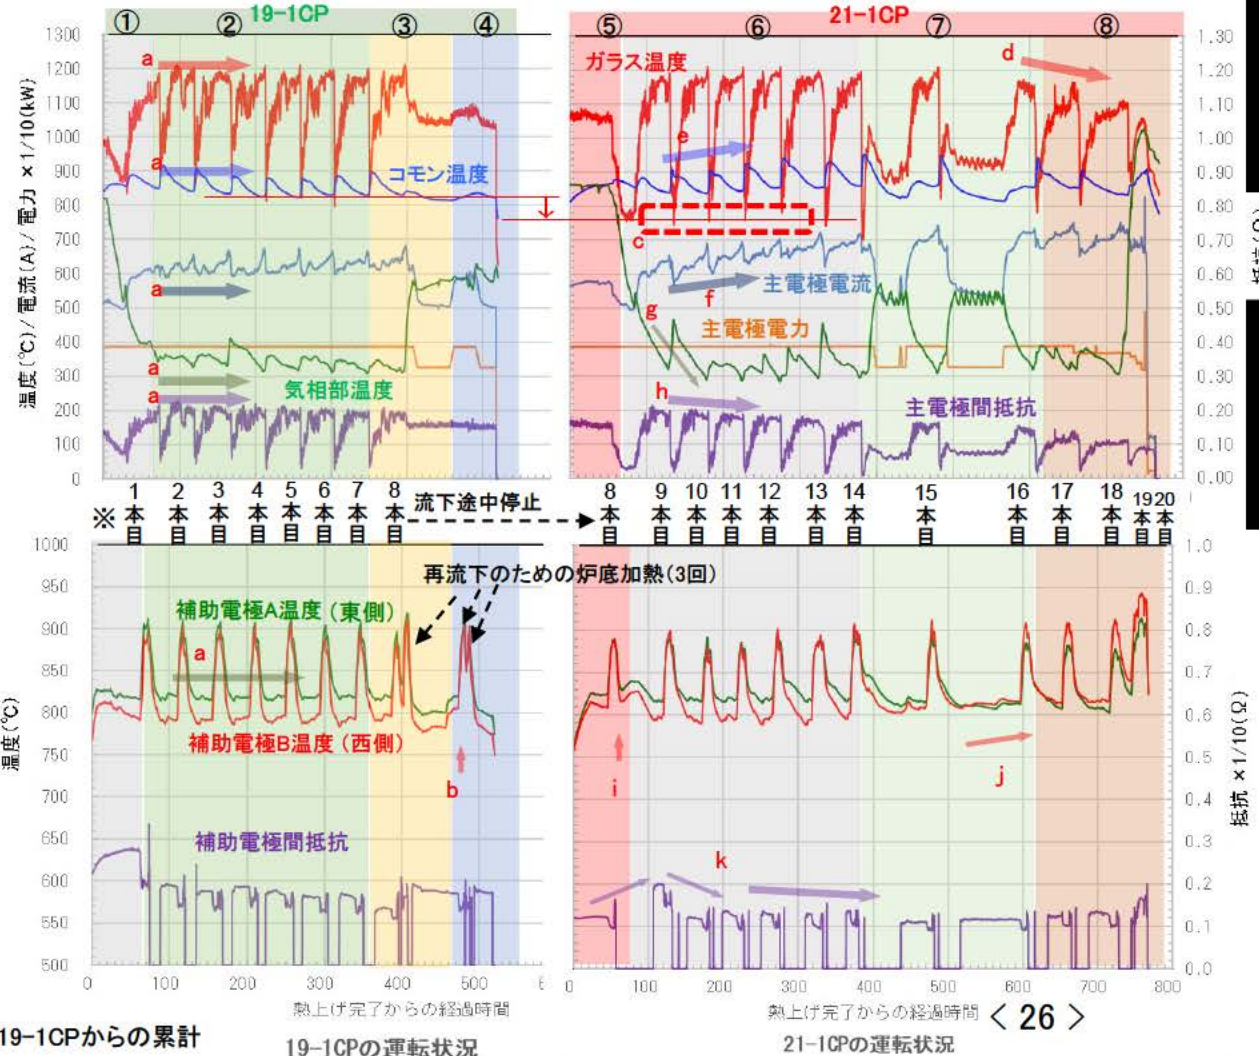 19-1CP
21-1CP
① ② ③ ④
⑤ ⑥ ⑦ ⑧
温度(℃)/ 電流(A)/ 電力 ×1/10(kW)
1300
1200
1100
1000
900
800
700
600
500
400
300
200
100
0
a
a
a
a
a
コモン温度
気相部温度
ガラス温度
d
e
c
f
主電極電流
g
主電極電力
h
主電極間抵抗
1.30
1.20
1.10
1.00
0.90
0.80
0.70
0.60
0.50
0.40
0.30
0.20
0.10
0.00
※
1本目
2本目
3本目
4本目
5本目
6本目
7本目
8本目
流下途中停止
8本目
9本目
10本目
11本目
12本目
13本目
14本目
15本目
16本目
17本目
18本目
19本目
20本目
温度(℃)
1000
950
900
850
800
750
700
650
600
550
500
再流下のための炉底加熱(3回)
補助電極A温度(東側)
a
補助電極B温度(西側)
b
補助電極間抵抗
i
j
k
1.0
0.9
0.8
0.7
0.6
0.5
0.4
0.3
0.2
0.1
0.0
抵抗 ×1/10(Ω)
0 100 200 300 400 500
0 100 200 300 400 500 600 700 800
熱上げ完了からの経過時間
熱上げ完了からの経過時間
< 26 >
19-1CPからの累計
19-1CPの運転状況
21-1CPの運転状況